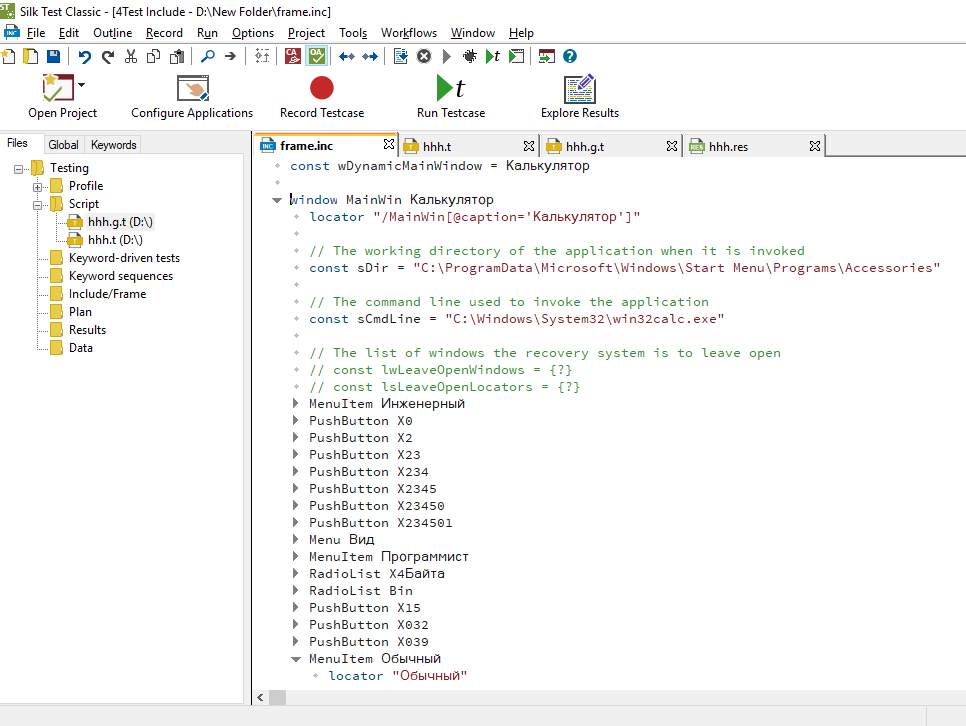 Silk Test Classic - [4Test Include - D:\New Folder\frame.inc]
File Edit Outline Record Run Options Project Tools Workflows Window Help
Open Project Configure Applications Record Testcase Run Testcase Explore Results
Files Global Keywords
Testing
Profile
Script
hhh.g.t (D:\)
hhh.t (D:\)
Keyword-driven tests
Keyword sequences
Include/Frame
Plan
Results
Data
frame.inc hhh.t hhh.g.t hhh.res
const wDynamicMainWindow = Калькулятор
window MainWin Калькулятор
locator "/MainWin[@caption='Калькулятор']"
// The working directory of the application when it is invoked
const sDir = "C:\ProgramData\Microsoft\Windows\Start Menu\Programs\Accessories"
// The command line used to invoke the application
const sCmdLine = "C:\Windows\System32\win32calc.exe"
// The list of windows the recovery system is to leave open
// const lwLeaveOpenWindows = {?}
// const lsLeaveOpenLocators = {?}
MenuItem Инженерный
PushButton X0
PushButton X2
PushButton X23
PushButton X234
PushButton X2345
PushButton X23450
PushButton X234501
Menu Вид
MenuItem Программист
RadioList X4Байта
RadioList Bin
PushButton X15
PushButton X032
PushButton X039
MenuItem Обычный
locator "Обычный"